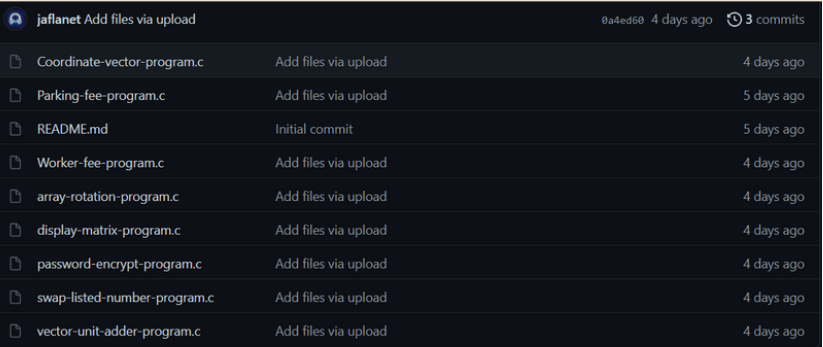 jaflanet Add files via upload 0a4ed60 4 days ago 3 commits
Coordinate-vector-program.c Add files via upload 4 days ago
Parking-fee-program.c Add files via upload 5 days ago
README.md Initial commit 5 days ago
Worker-fee-program.c Add files via upload 4 days ago
array-rotation-program.c Add files via upload 4 days ago
display-matrix-program.c Add files via upload 4 days ago
password-encrypt-program.c Add files via upload 4 days ago
swap-listed-number-program.c Add files via upload 4 days ago
vector-unit-adder-program.c Add files via upload 4 days ago